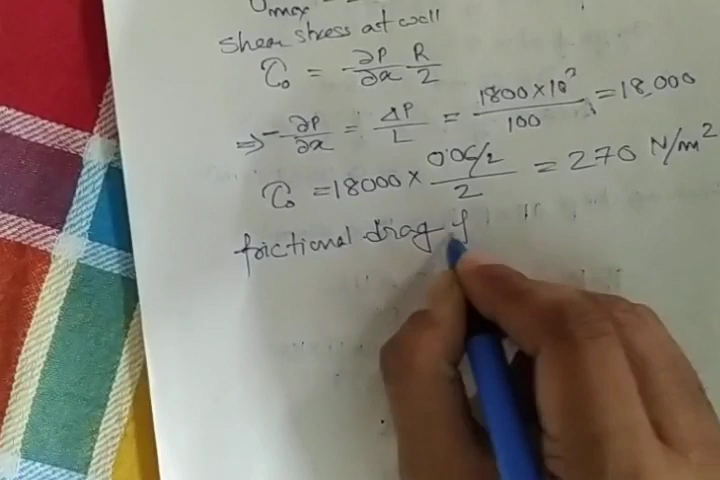 Umax
Shear stress at wall
τ₀ = -∂P/∂x R/2
⇒ -∂P/∂x = ΔP/L = 1800×10³/100 = 18,000
τ₀ = 18000 × 0.06/2/2 = 270 N/m²
frictional drag f